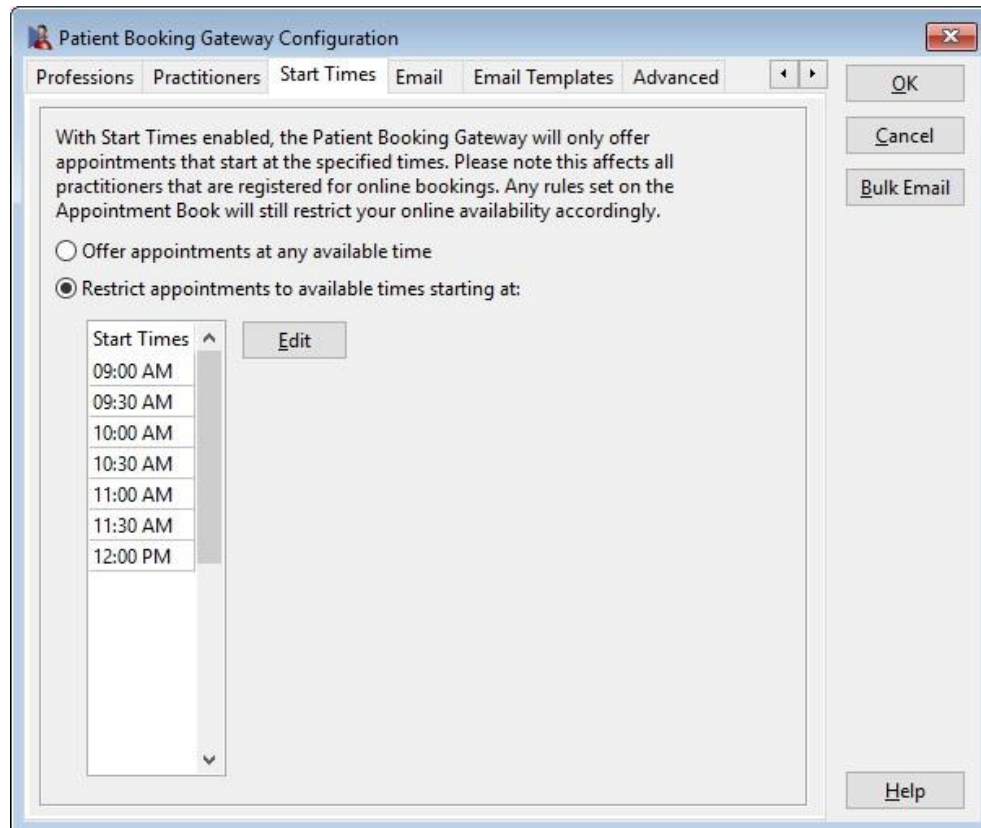 Patient Booking Gateway Configuration
Professions Practitioners Start Times Email Email Templates Advanced
OK
Cancel
Bulk Email
With Start Times enabled, the Patient Booking Gateway will only offer
appointments that start at the specified times. Please note this affects all
practitioners that are registered for online bookings. Any rules set on the
Appointment Book will still restrict your online availability accordingly.
Offer appointments at any available time
Restrict appointments to available times starting at:
Start Times
Edit
09:00 AM
09:30 AM
10:00 AM
10:30 AM
11:00 AM
11:30 AM
12:00 PM
Help